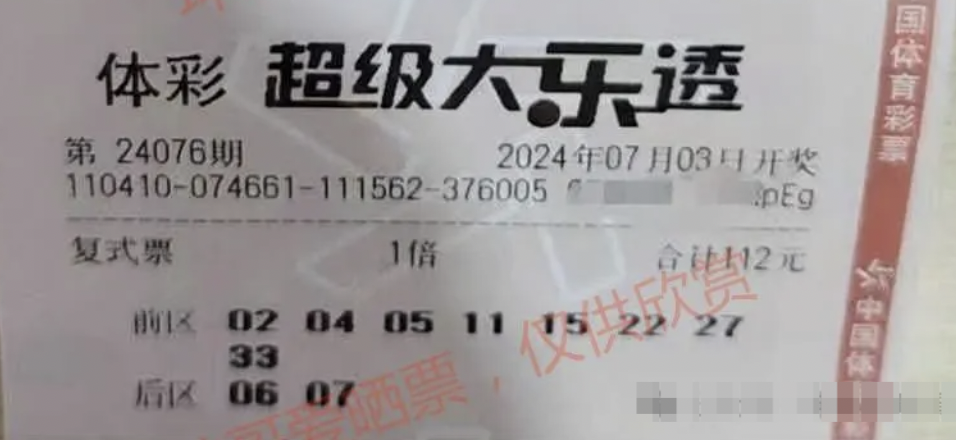 体彩 超级大乐透
第 24076期 2024年07月03日开奖
110410-074661-111562-376005 pEg
复式票 1倍 合计112元
前区 02 04 05 11 15 22 27
33
后区 06 07
哥爱晒票，仅供欣赏
国体育彩票
中国体